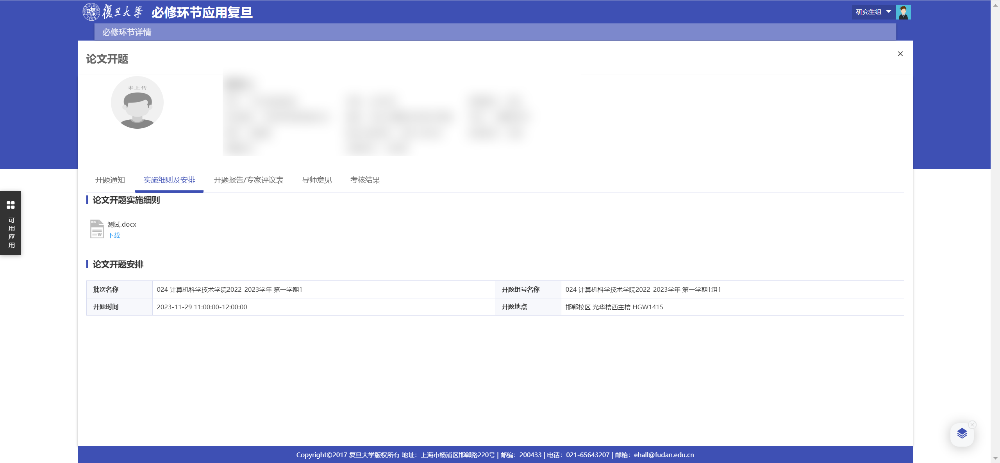 復旦大學 必修环节应用复旦
研究生组
必修环节详情
论文开题
未上传
开题通知 实施细则及安排 开题报告/专家评议表 导师意见 考核结果
可用应用
论文开题实施细则
DOC
W
测试.docx
下载
论文开题安排
批次名称 024 计算机科学技术学院2022-2023学年 第一学期1 开题组号名称 024 计算机科学技术学院2022-2023学年 第一学期1组1
开题时间 2023-11-29 11:00:00-12:00:00 开题地点 邯郸校区 光华楼西主楼 HGW1415
Copyright©2017 复旦大学版权所有 地址：上海市杨浦区邯郸路220号 | 邮编：200433 | 电话：021-65643207 | 邮箱：ehall@fudan.edu.cn